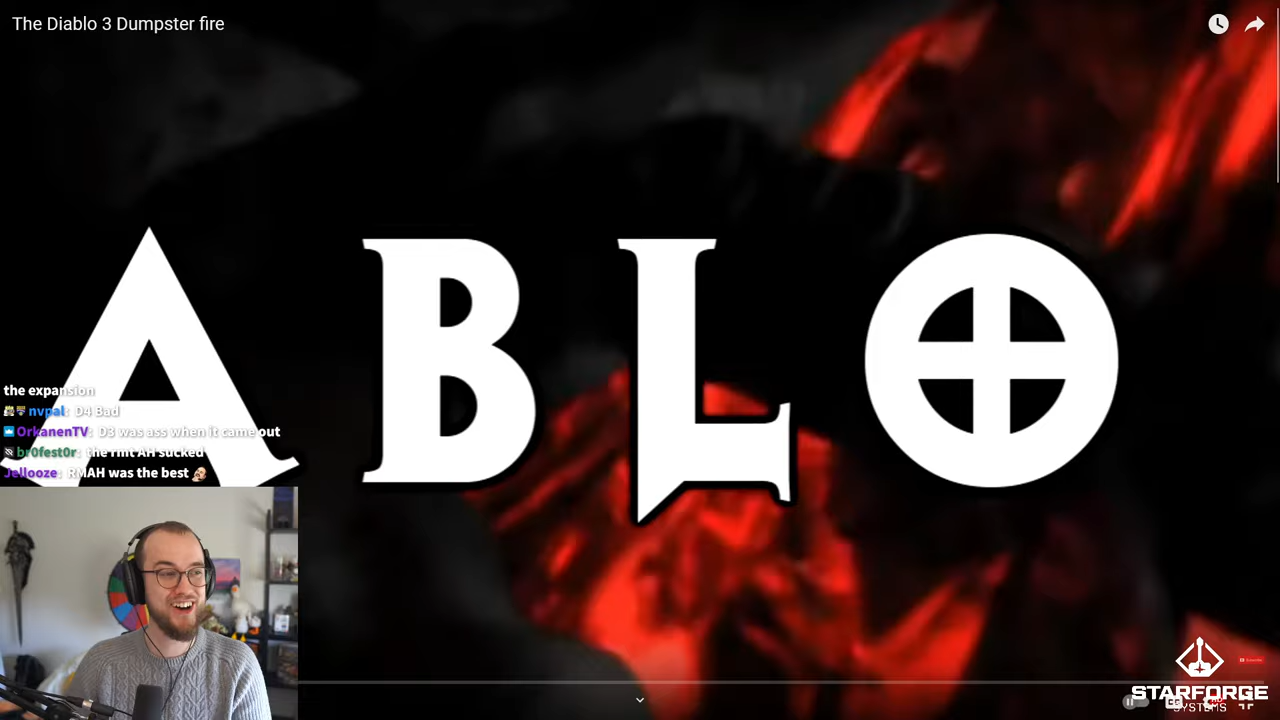 The Diablo 3 Dumpster fire
ABLO
the expansion
nvpal: D4 Bad
OrkanenTV: D3 was ass when it came out
br0fest0r: the rmt AH sucked
Jellooze: RMAH was the best
STARFORGE
SYSTEMS